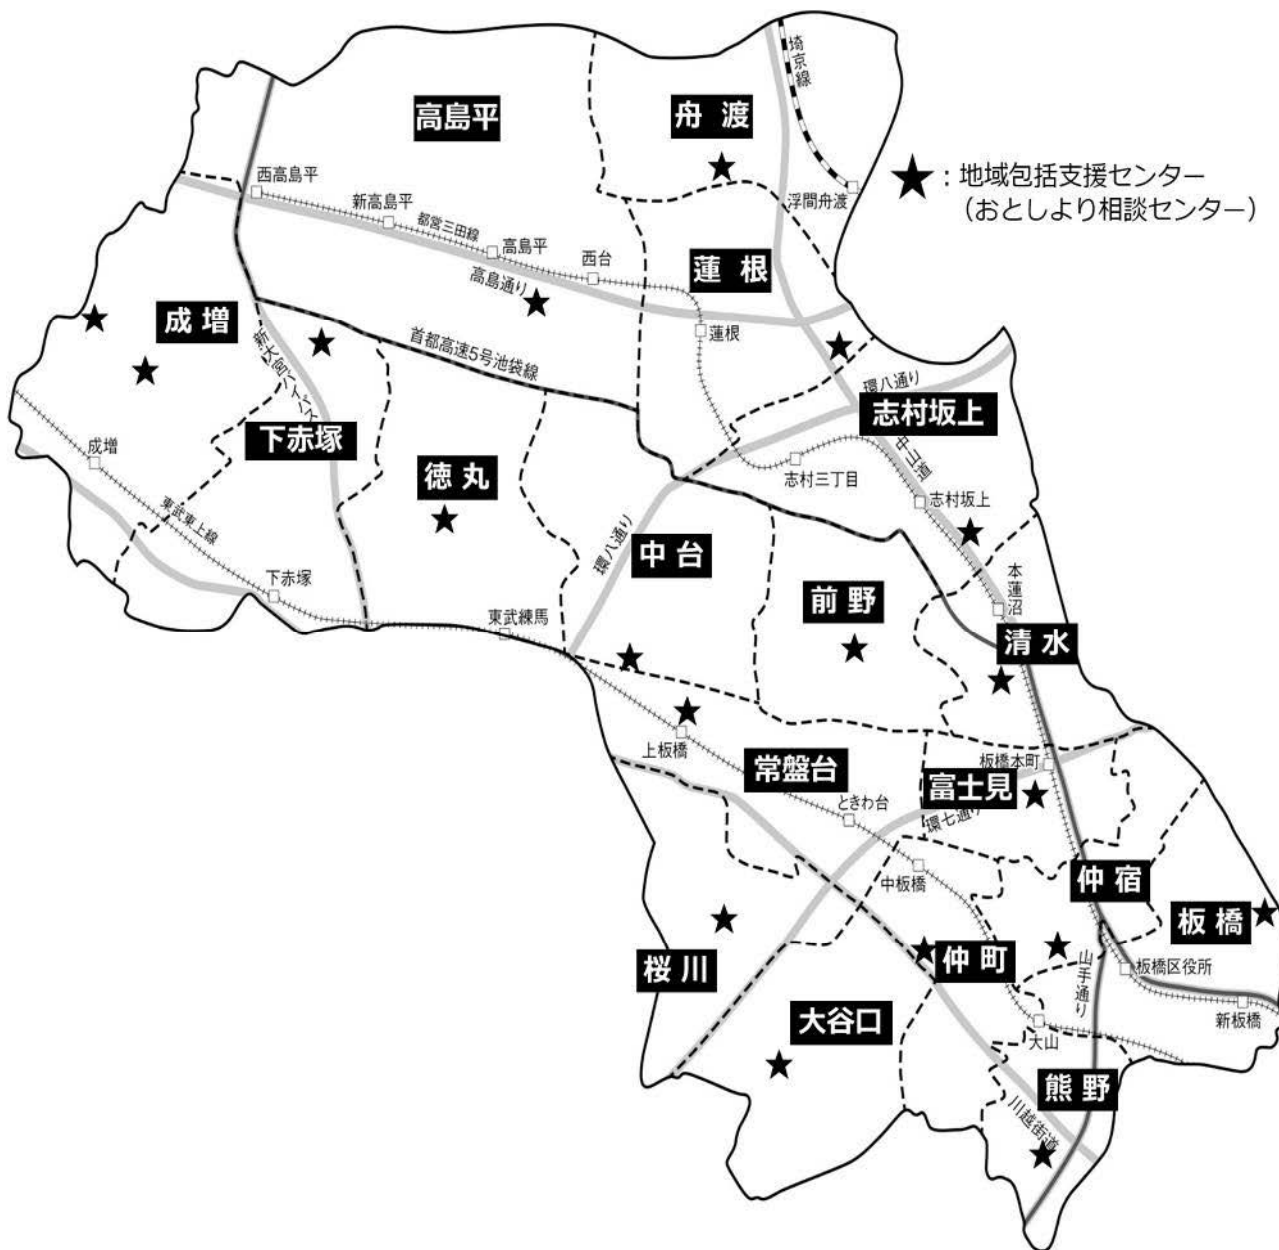 埼京線
高島平
舟 渡
★：地域包括支援センター
（おとしより相談センター）
西高島平
新高島平
都営三田線
高島平
西台
浮間舟渡
蓮 根
高島通り
成 増
新大宮バイパス
首都高速5号池袋線
蓮根
環八通り
志村坂上
下赤塚
中山道
成増
徳 丸
志村三丁目
志村坂上
東武東上線
環八通り
中 台
下赤塚
前 野
本蓮沼
東武練馬
清 水
上板橋
常盤台
板橋本町
富士見
ときわ台
環七通り
中板橋
仲 宿
板 橋
桜 川
仲 町
山手通り
板橋区役所
大谷口
大山
新板橋
熊 野
川越街道